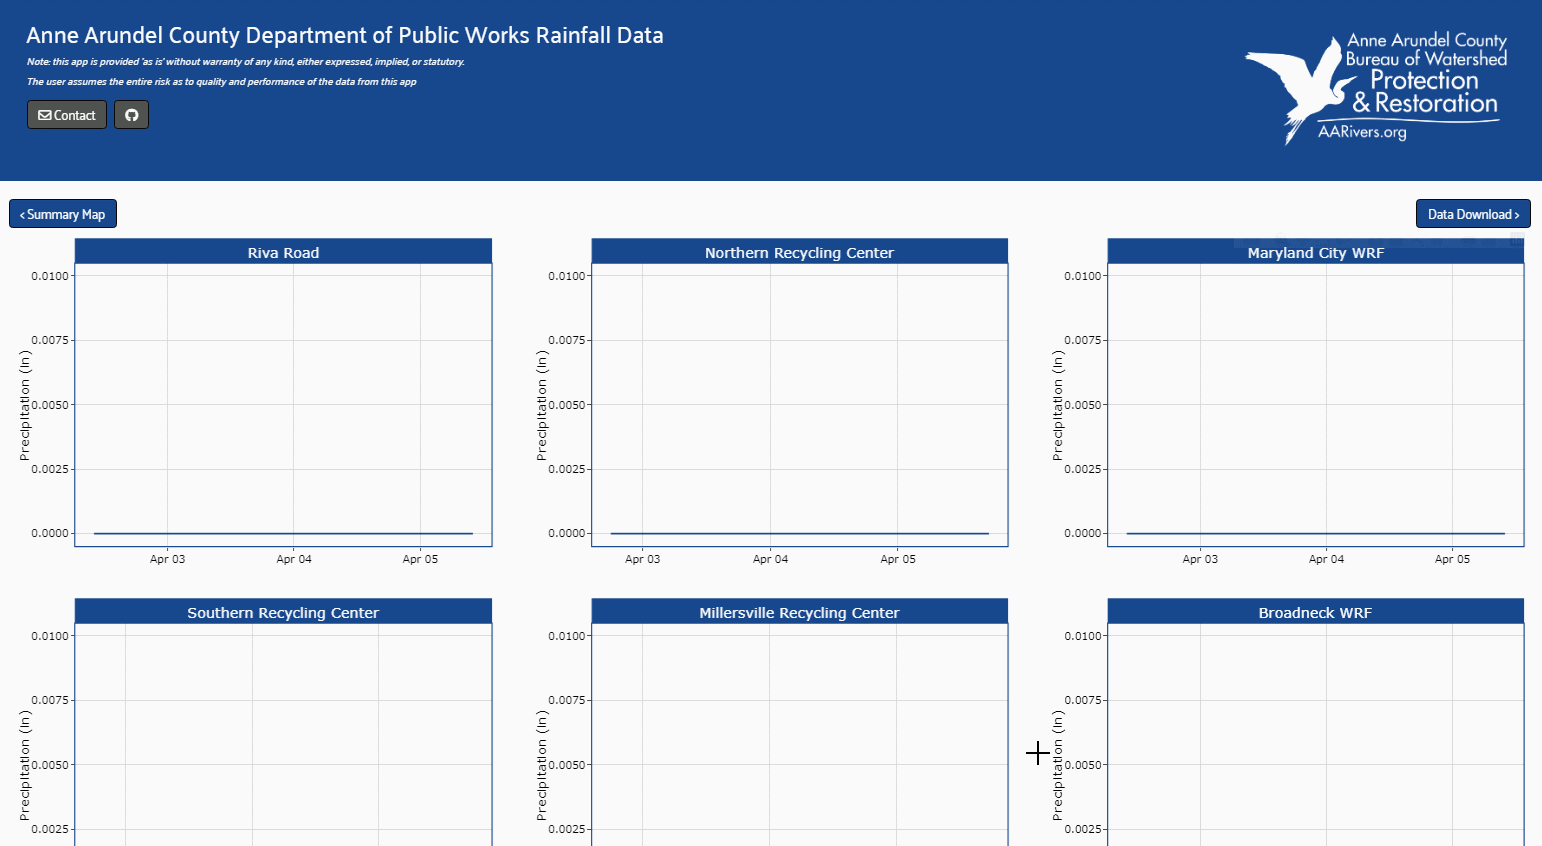 Anne Arundel County Department of Public Works Rainfall Data
Note: this app is provided 'as is' without warranty of any kind, either expressed, implied, or statutory.
The user assumes the entire risk as to quality and performance of the data from this app
Contact
Anne Arundel County
Bureau of Watershed
Protection
& Restoration
AARivers.org
< Summary Map
Data Download >
Riva Road
0.0100
0.0075
0.0050
0.0025
0.0000
Precipitation (in)
Apr 03 Apr 04 Apr 05
Northern Recycling Center
0.0100
0.0075
0.0050
0.0025
0.0000
Precipitation (in)
Apr 03 Apr 04 Apr 05
Maryland City WRF
0.0100
0.0075
0.0050
0.0025
0.0000
Precipitation (in)
Apr 03 Apr 04 Apr 05
Southern Recycling Center
0.0100
0.0075
0.0050
0.0025
Precipitation (in)
Millersville Recycling Center
0.0100
0.0075
0.0050
0.0025
Precipitation (in)
Broadneck WRF
0.0100
0.0075
0.0050
0.0025
Precipitation (in)